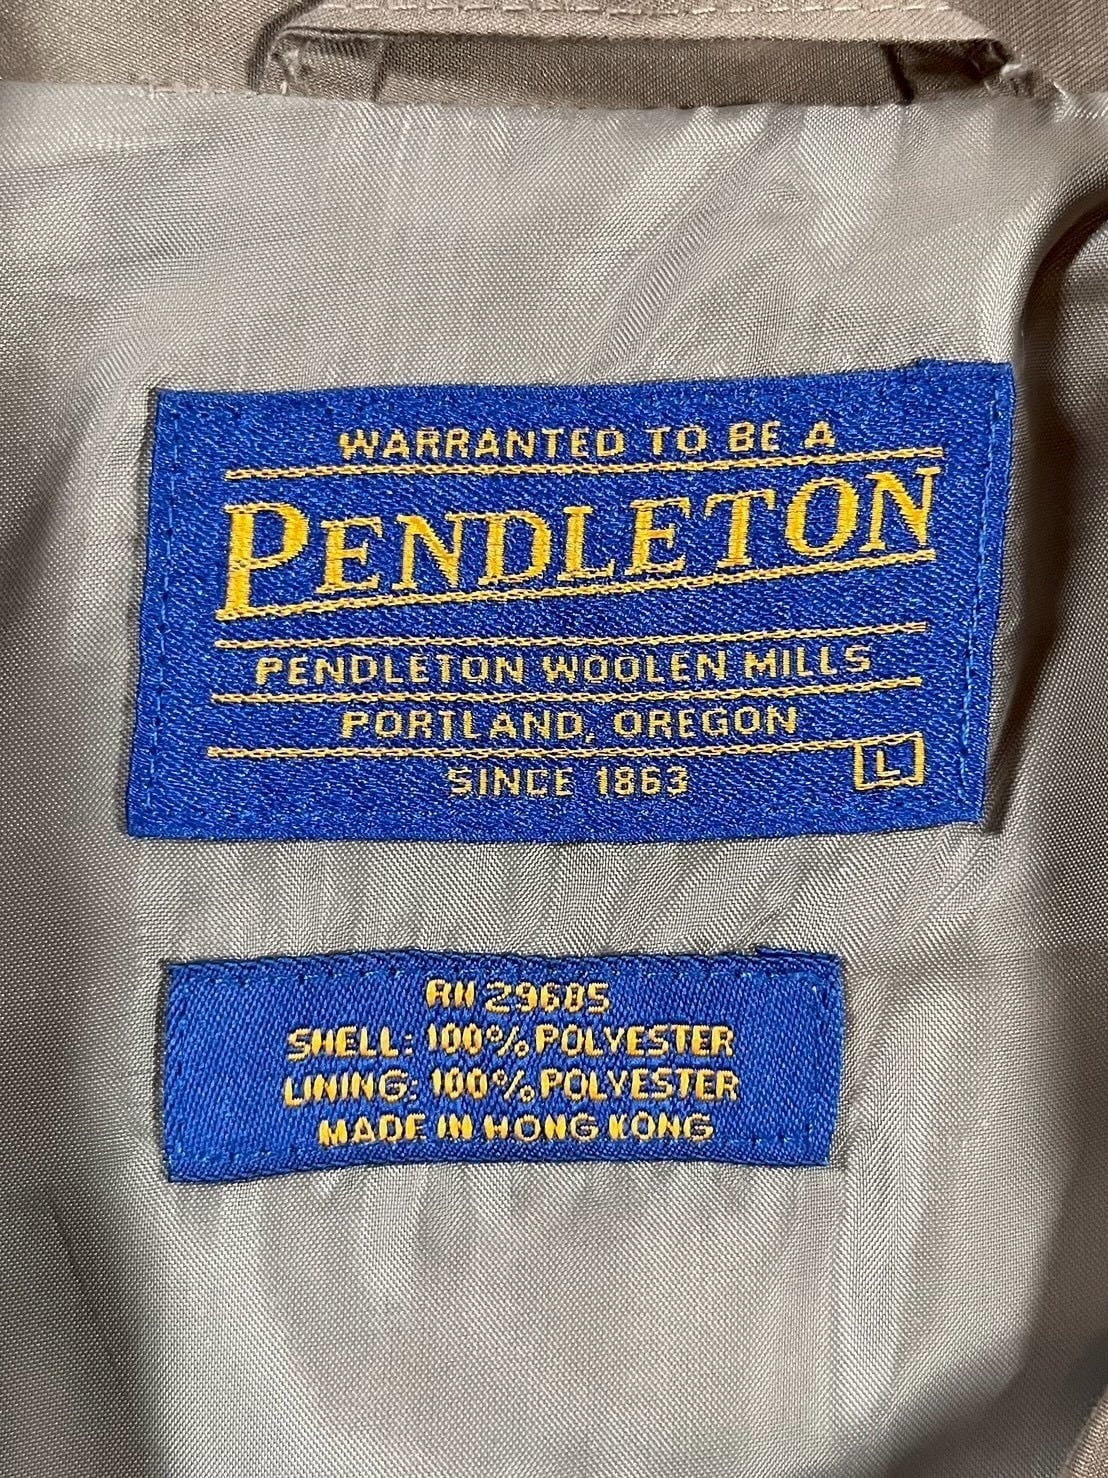 WARRANTED TO BE A
PENDLETON
PENDLETON WOOLEN MILLS
PORTLAND, OREGON
SINCE 1863
L
RN 29685
SHELL: 100% POLYESTER
LINING: 100% POLYESTER
MADE IN HONG KONG